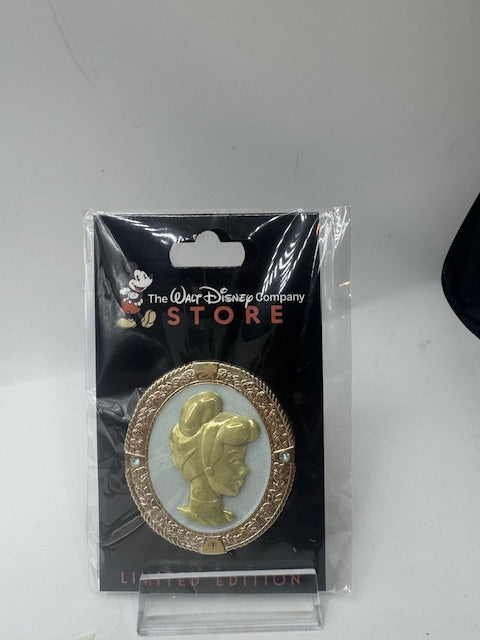 The Walt Disney Company
STORE
LIMITED EDITION